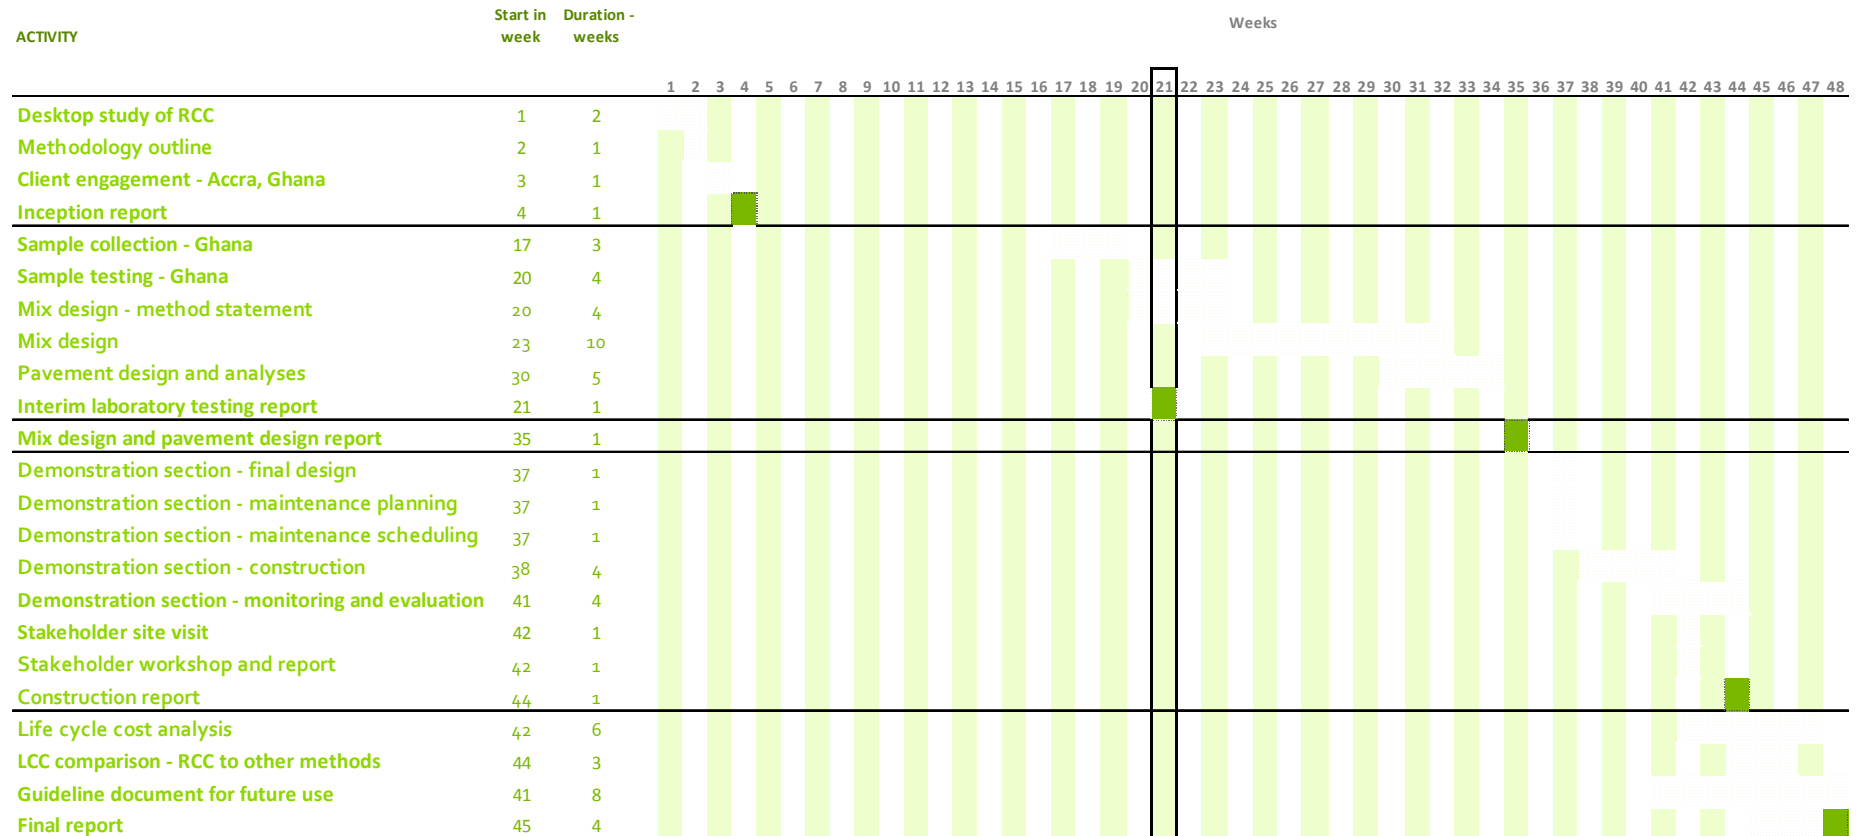 Start in Duration -
ACTIVITY week weeks Weeks
1 2 3 4 5 6 7 8 9 10 11 12 13 14 15 16 17 18 19 20 21 22 23 24 25 26 27 28 29 30 31 32 33 34 35 36 37 38 39 40 41 42 43 44 45 46 47 48
Desktop study of RCC 1 2
Methodology outline 2 1
Client engagement - Accra, Ghana 3 1
Inception report 4 1
Sample collection - Ghana 17 3
Sample testing - Ghana 20 4
Mix design - method statement 20 4
Mix design 23 10
Pavement design and analyses 30 5
Interim laboratory testing report 21 1
Mix design and pavement design report 35 1
Demonstration section - final design 37 1
Demonstration section - maintenance planning 37 1
Demonstration section - maintenance scheduling 37 1
Demonstration section - construction 38 4
Demonstration section - monitoring and evaluation 41 4
Stakeholder site visit 42 1
Stakeholder workshop and report 42 1
Construction report 44 1
Life cycle cost analysis 42 6
LCC comparison - RCC to other methods 44 3
Guideline document for future use 41 8
Final report 45 4